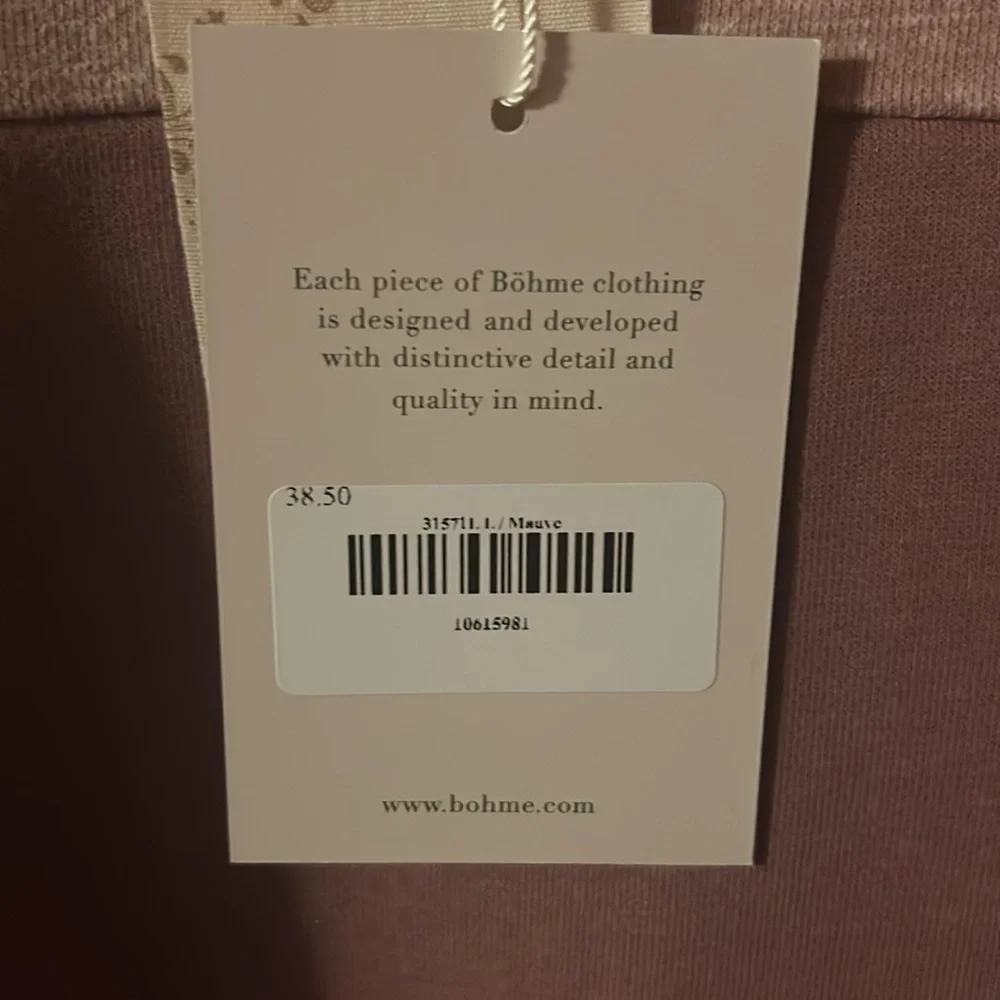 Each piece of Böhme clothing
is designed and developed
with distinctive detail and
quality in mind.
38.50
/ Mauve
10615981
www.bohme.com